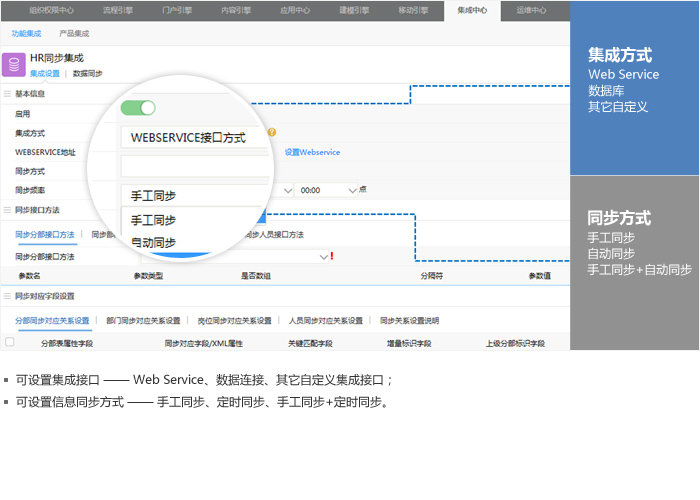 组织权限中心 流程引擎 门户引擎 内容引擎 应用中心 建模引擎 移动引擎 集成中心 运维中心
功能集成 产品集成
HR同步集成
集成设置 数据同步
基本信息
启用
集成方式
WEBSERVICE接口方式
WEBSERVICE地址 设置Webservice
同步方式
手工同步
同步频率 00:00 点
手工同步
自动同步
同步接口方法
同步分部接口方法 同步部 同步人员接口方法
同步分部接口方法 !
参数名 参数类型 是否数组 分隔符 参数值
同步对应字段设置
分部同步对应关系设置 部门同步对应关系设置 岗位同步对应关系设置 人员同步对应关系设置 同步关系设置说明
分部表属性字段 同步对应字段/XML属性 关键匹配字段 增量标识字段 上级分部标识字段
集成方式
Web Service
数据库
其它自定义
同步方式
手工同步
自动同步
手工同步+自动同步
可设置集成接口 —— Web Service、数据连接、其它自定义集成接口；
可设置信息同步方式 —— 手工同步、定时同步、手工同步+定时同步。